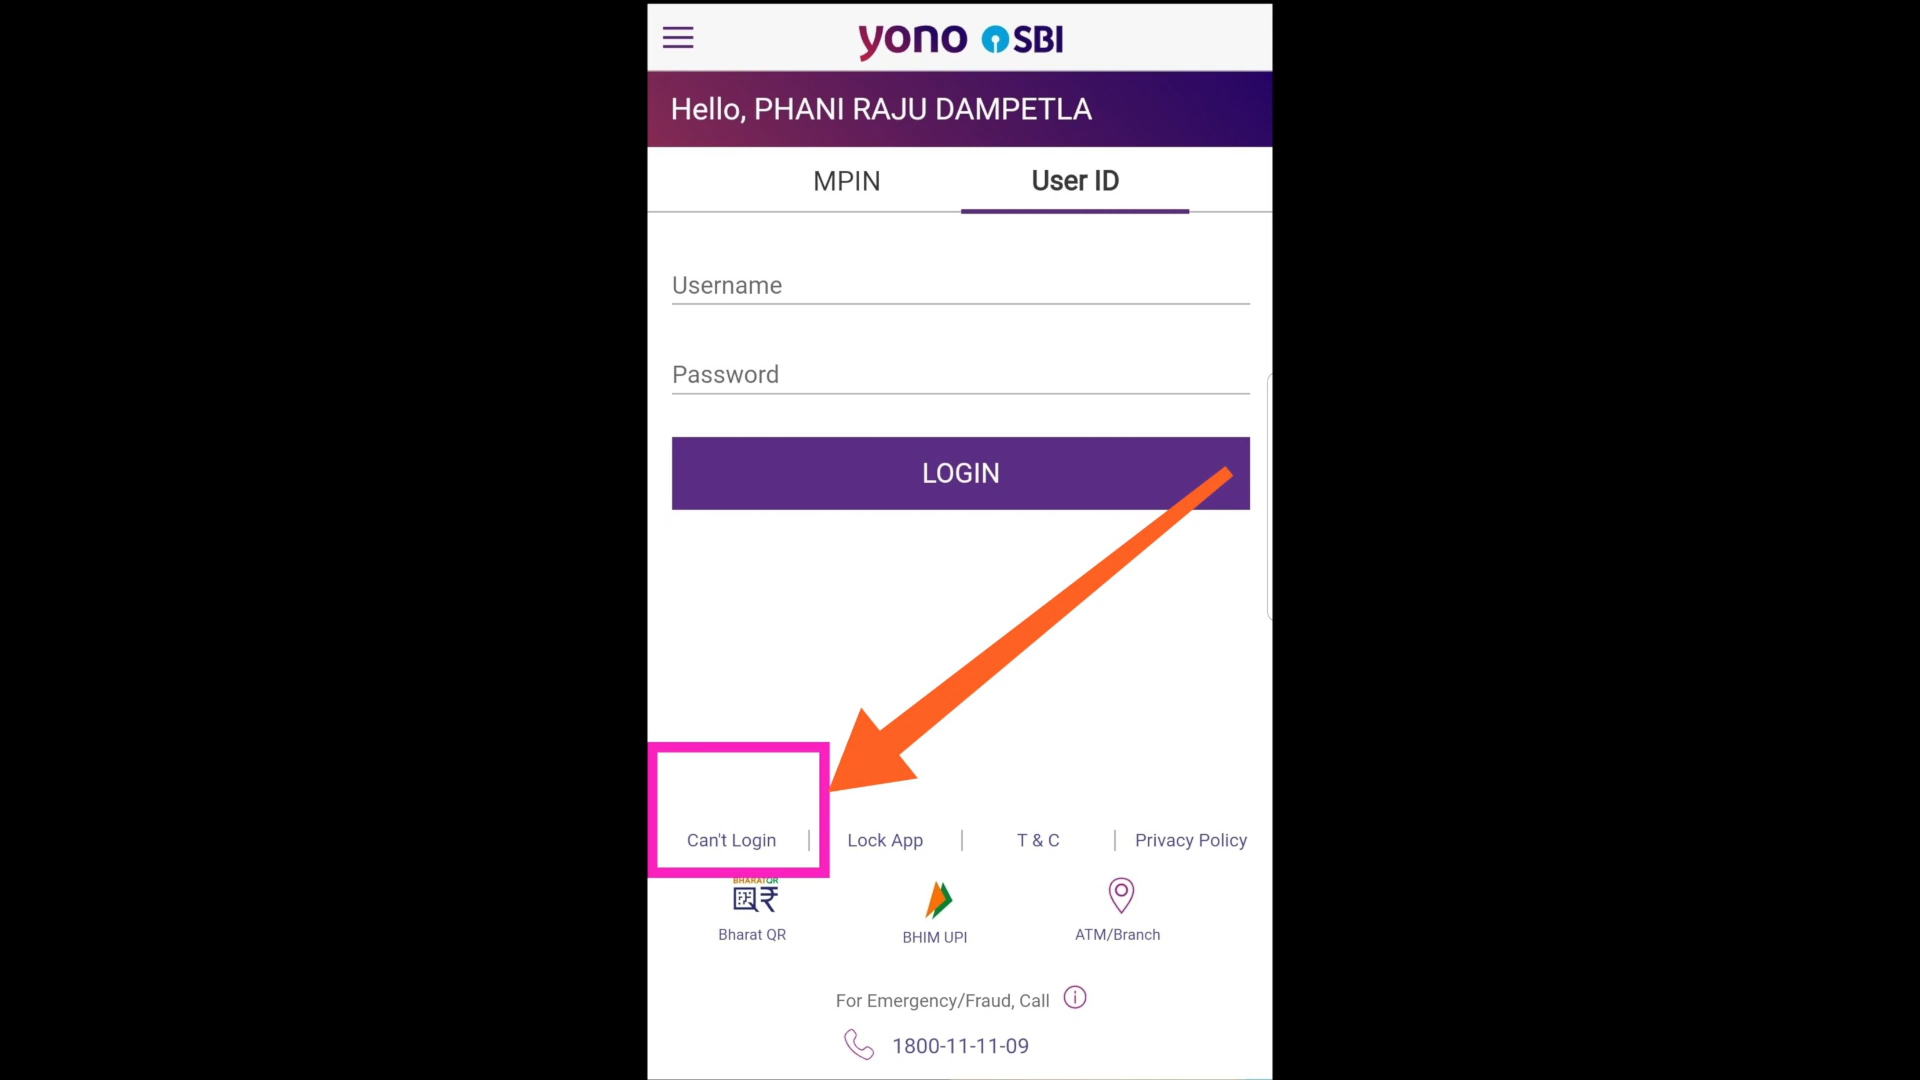 yono SBI
Hello, PHANI RAJU DAMPETLA
MPIN User ID
Username
Password
LOGIN
Can't Login | Lock App | T & C | Privacy Policy
BHARATQR
Bharat QR BHIM UPI ATM/Branch
For Emergency/Fraud, Call
1800-11-11-09